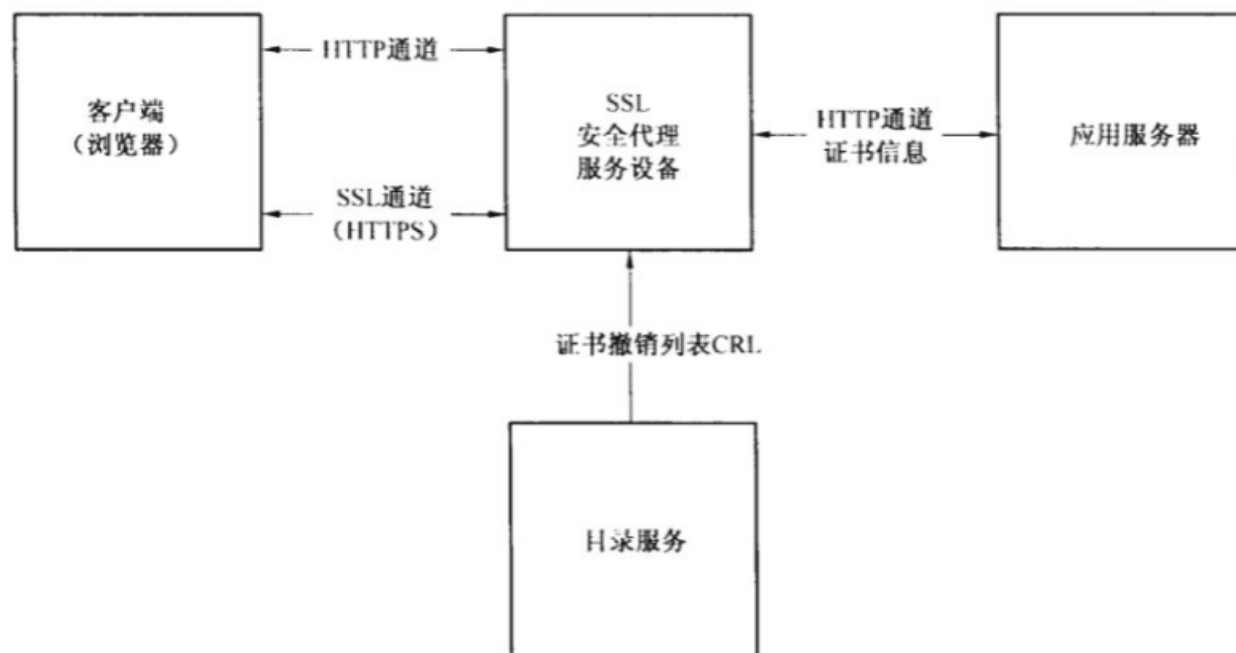 客户端
（浏览器）
HTTP通道
SSL通道
（HTTPS）
SSL
安全代理
服务设备
HTTP通道
证书信息
应用服务器
证书撤销列表CRL
目录服务